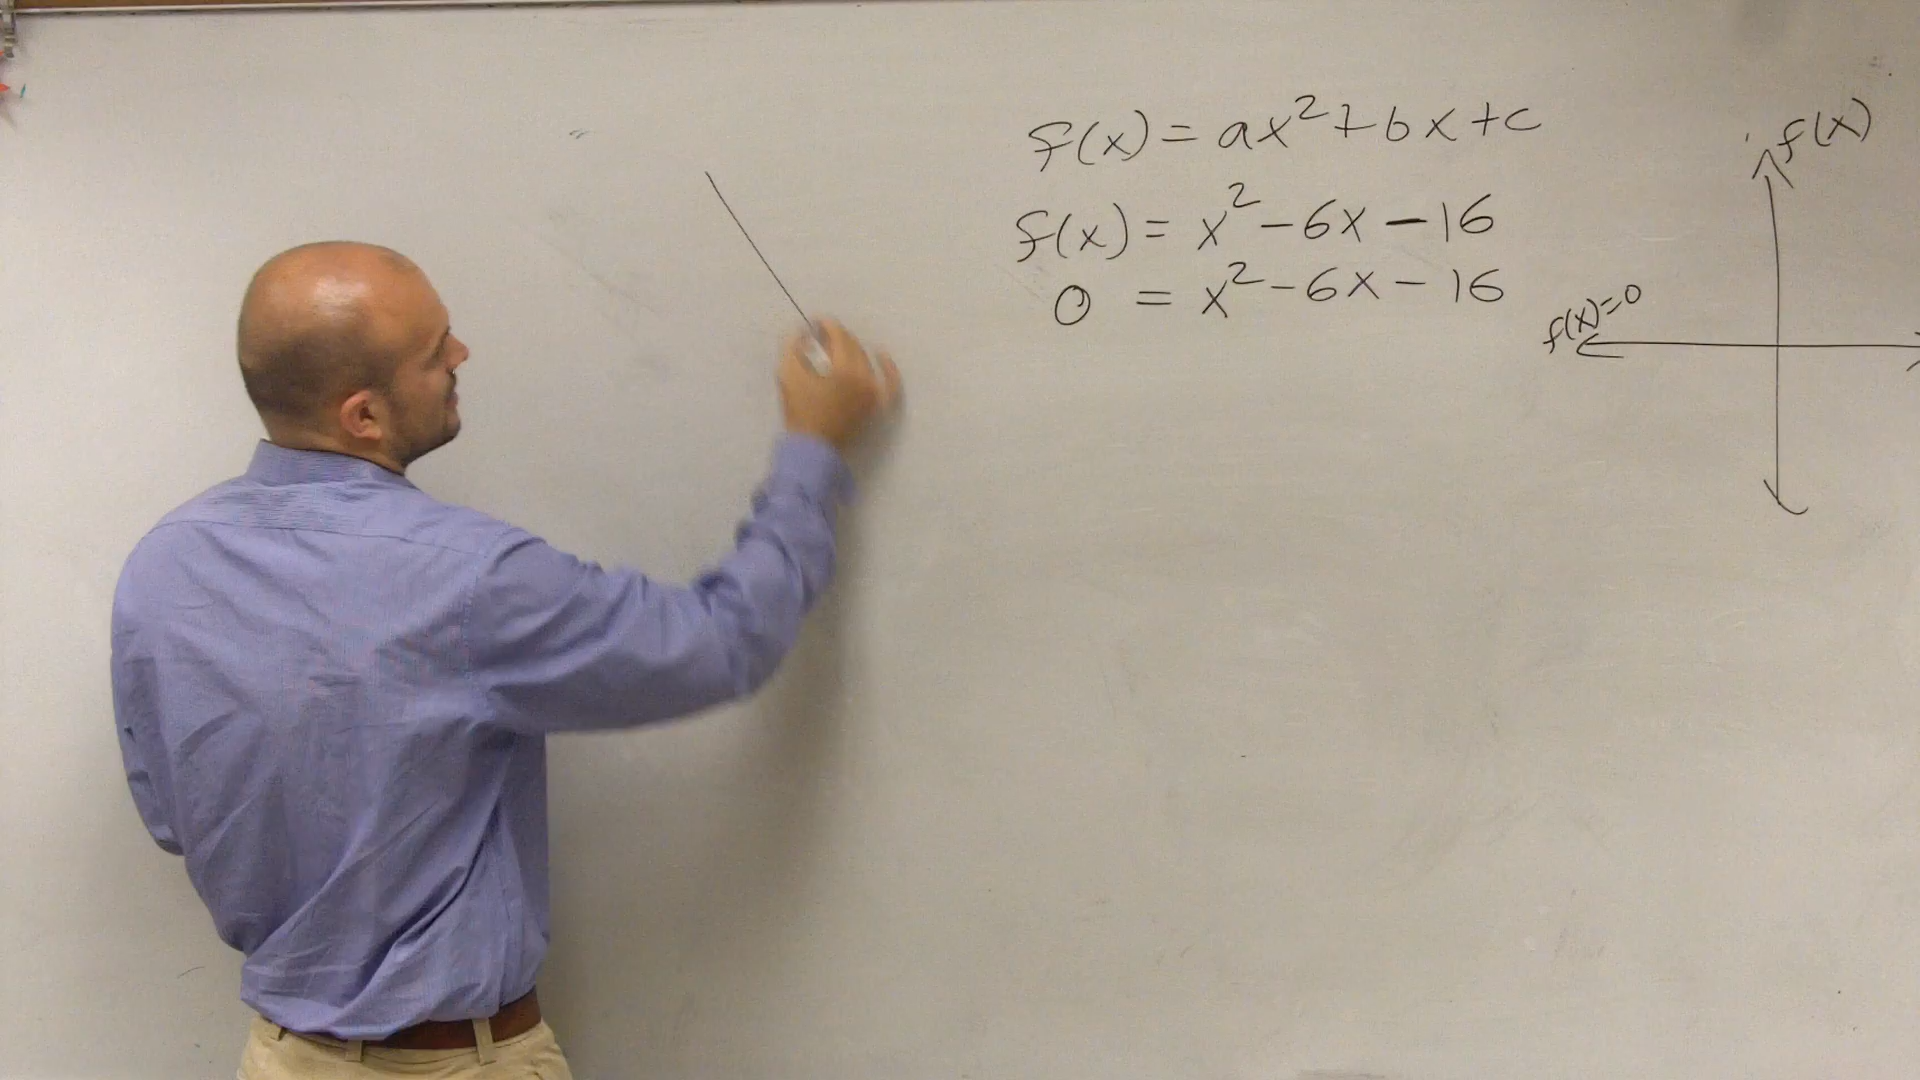 f(x) = ax² + bx + c
f(x) = x² - 6x - 16
0 = x² - 6x - 16
f(x)
f(x)=0